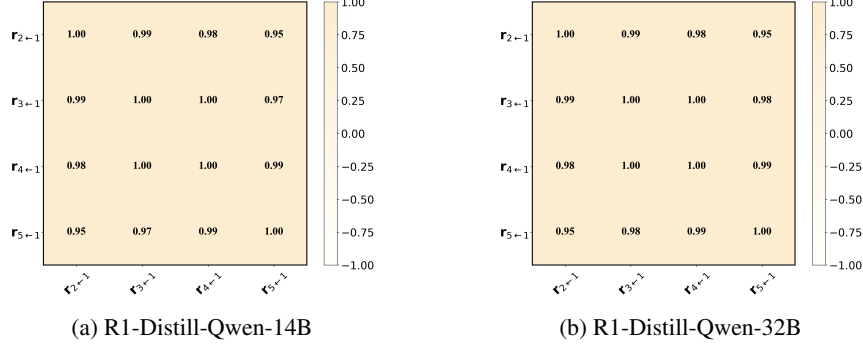 r2←1 1.00 0.99 0.98 0.95
r3←1 0.99 1.00 1.00 0.97
r4←1 0.98 1.00 1.00 0.99
r5←1 0.95 0.97 0.99 1.00
r2←1 r3←1 r4←1 r5←1
1.00
0.75
0.50
0.25
0.00
−0.25
−0.50
−0.75
−1.00
(a) R1-Distill-Qwen-14B
r2←1 1.00 0.99 0.98 0.95
r3←1 0.99 1.00 1.00 0.98
r4←1 0.98 1.00 1.00 0.99
r5←1 0.95 0.98 0.99 1.00
r2←1 r3←1 r4←1 r5←1
1.00
0.75
0.50
0.25
0.00
−0.25
−0.50
−0.75
−1.00
(b) R1-Distill-Qwen-32B